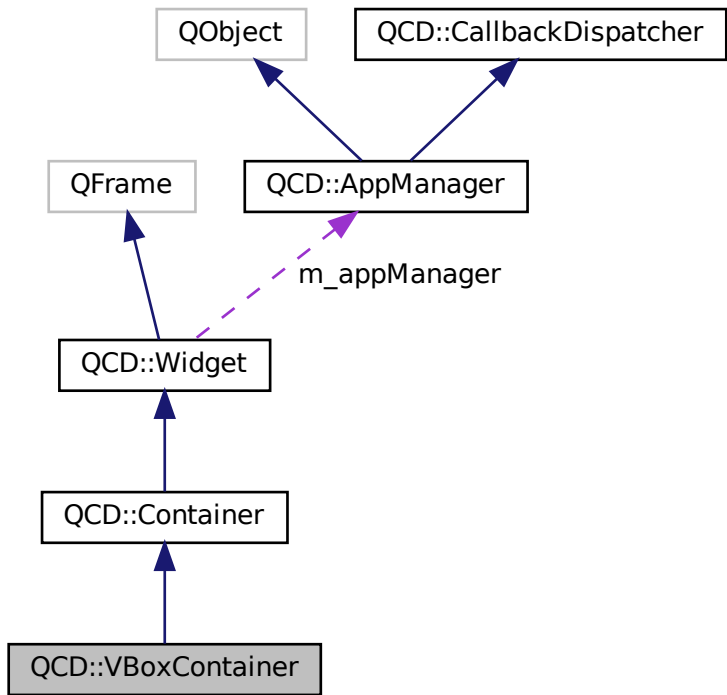 QObject
QCD::CallbackDispatcher
QFrame
QCD::AppManager
m_appManager
QCD::Widget
QCD::Container
QCD::VBoxContainer